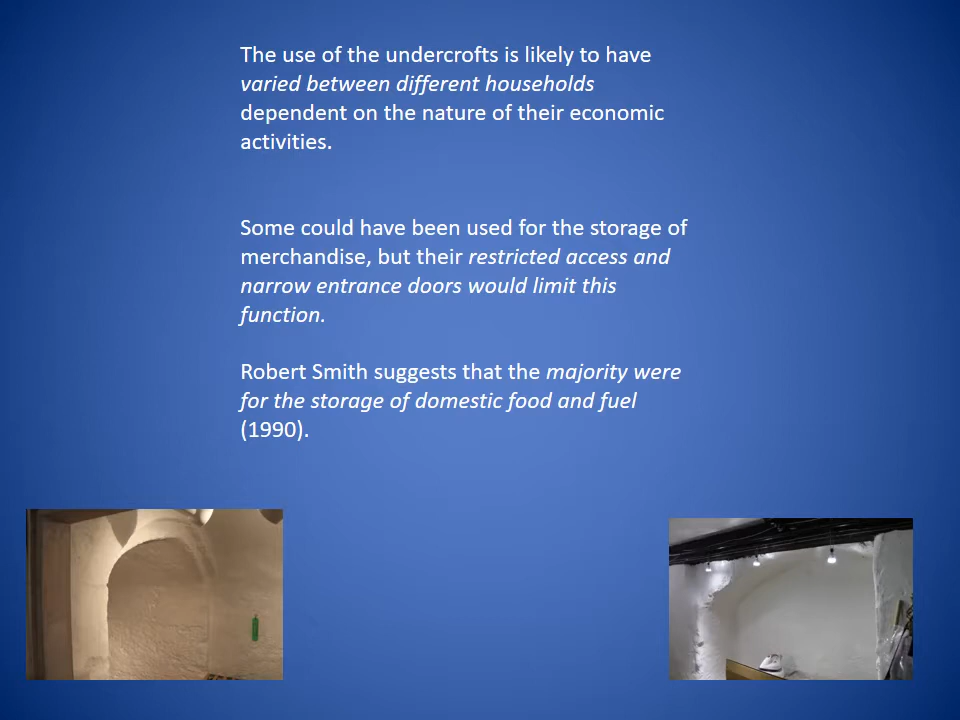 The use of the undercrofts is likely to have
varied between different households
dependent on the nature of their economic
activities.
Some could have been used for the storage of
merchandise, but their restricted access and
narrow entrance doors would limit this
function.
Robert Smith suggests that the majority were
for the storage of domestic food and fuel
(1990).